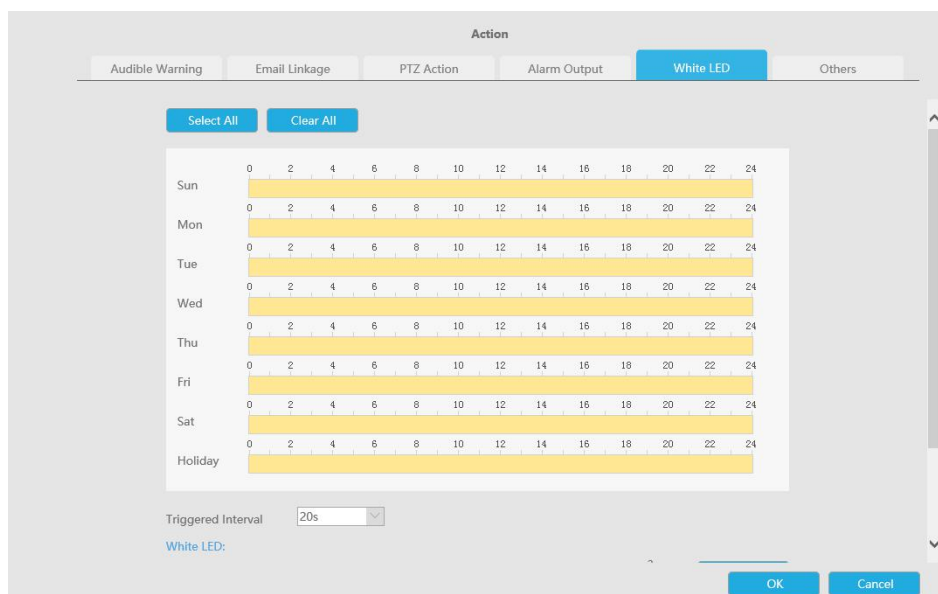 Action
Audible Warning Email Linkage PTZ Action Alarm Output White LED Others
Select All Clear All
0 2 4 6 8 10 12 14 16 18 20 22 24
Sun
0 2 4 6 8 10 12 14 16 18 20 22 24
Mon
0 2 4 6 8 10 12 14 16 18 20 22 24
Tue
0 2 4 6 8 10 12 14 16 18 20 22 24
Wed
0 2 4 6 8 10 12 14 16 18 20 22 24
Thu
0 2 4 6 8 10 12 14 16 18 20 22 24
Fri
0 2 4 6 8 10 12 14 16 18 20 22 24
Sat
0 2 4 6 8 10 12 14 16 18 20 22 24
Holiday
Triggered Interval 20s
White LED:
OK Cancel